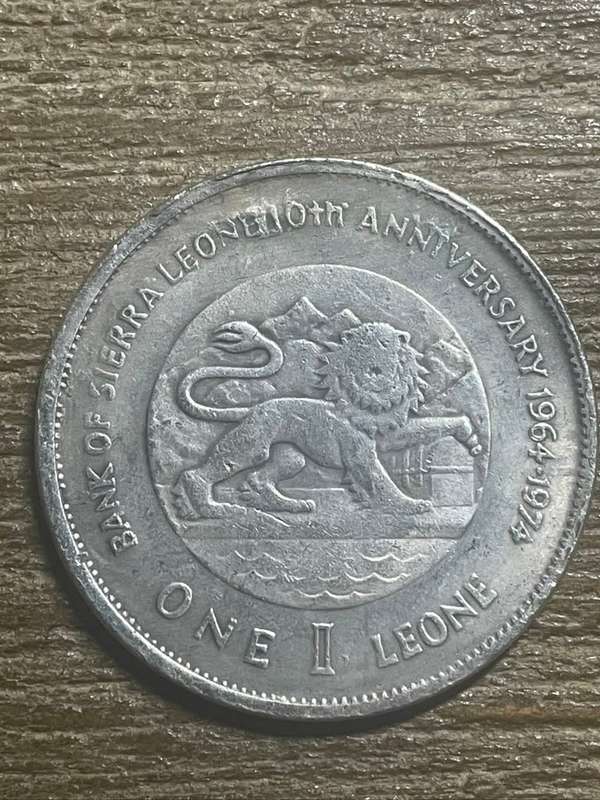 BANK OF SIERRA LEONE 10th ANNIVERSARY 1964-1974
ONE 1 LEONE